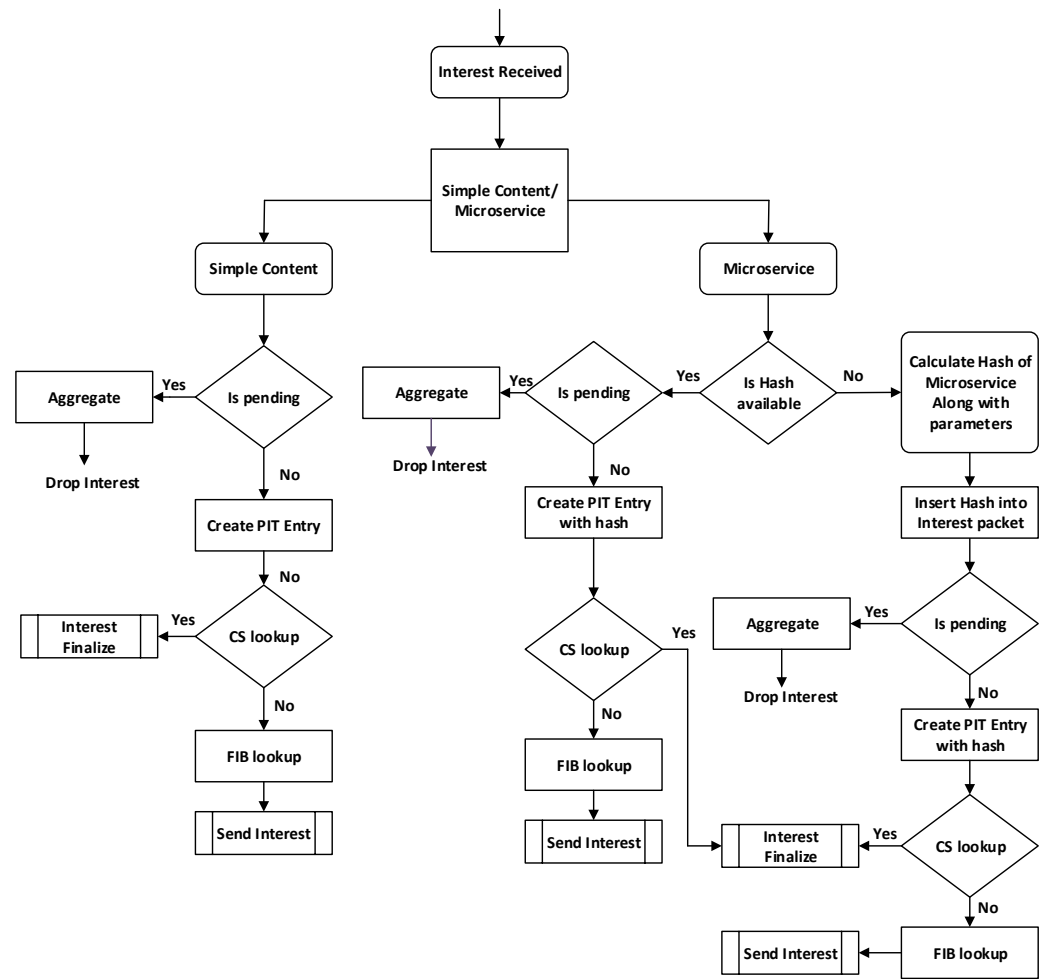 Interest Received
Simple Content/
Microservice
Simple Content
Microservice
Is pending
Yes
Aggregate
Drop Interest
No
Create PIT Entry
No
CS lookup
Yes
Interest
Finalize
No
FIB lookup
Send Interest
Is Hash
available
Yes
Is pending
Yes
Aggregate
Drop Interest
No
Create PIT Entry
with hash
CS lookup
Yes
No
FIB lookup
Send Interest
No
Calculate Hash of
Microservice
Along with
parameters
Insert Hash into
Interest packet
Is pending
Yes
Aggregate
Drop Interest
No
Create PIT Entry
with hash
CS lookup
Yes
Interest
Finalize
No
FIB lookup
Send Interest